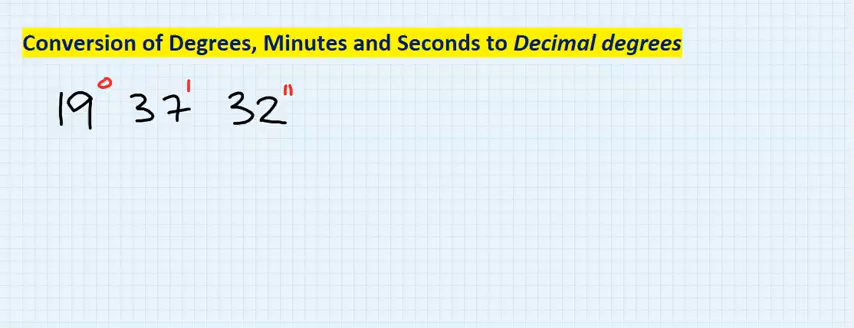 Conversion of Degrees, Minutes and Seconds to Decimal degrees
19° 37' 32"